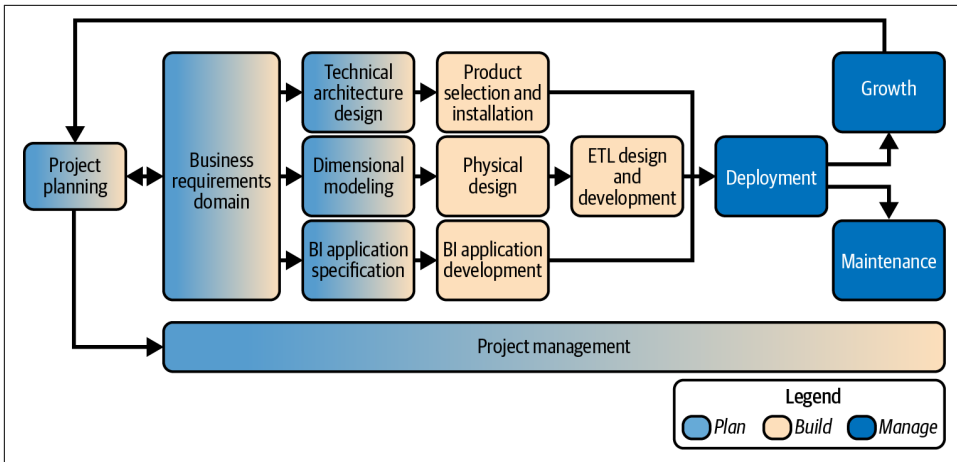 Project
planning
Business
requirements
domain
Technical
architecture
design
Product
selection and
installation
Dimensional
modeling
Physical
design
ETL design
and
development
BI application
specification
BI application
development
Deployment
Growth
Maintenance
Project management
Legend
Plan
Build
Manage